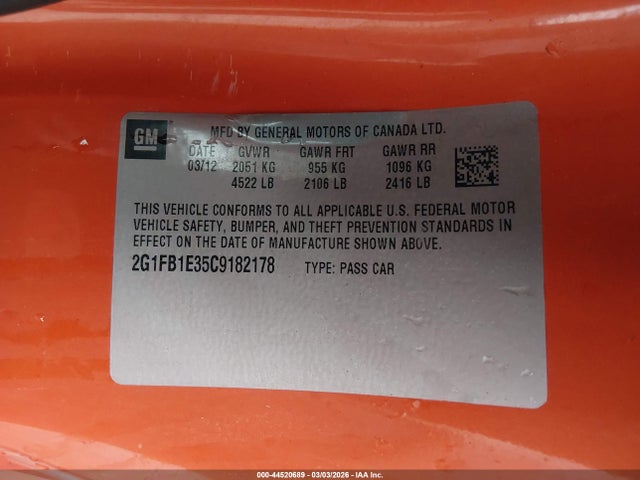 GM
MFD BY GENERAL MOTORS OF CANADA LTD.
DATE GVWR GAWR FRT GAWR RR
03/12 2051 KG 955 KG 1096 KG
4522 LB 2106 LB 2416 LB
THIS VEHICLE CONFORMS TO ALL APPLICABLE U.S. FEDERAL MOTOR
VEHICLE SAFETY, BUMPER, AND THEFT PREVENTION STANDARDS IN
EFFECT ON THE DATE OF MANUFACTURE SHOWN ABOVE.
2G1FB1E35C9182178 TYPE: PASS CAR
000-44520689 | 03/03/2026 | IAA Inc.